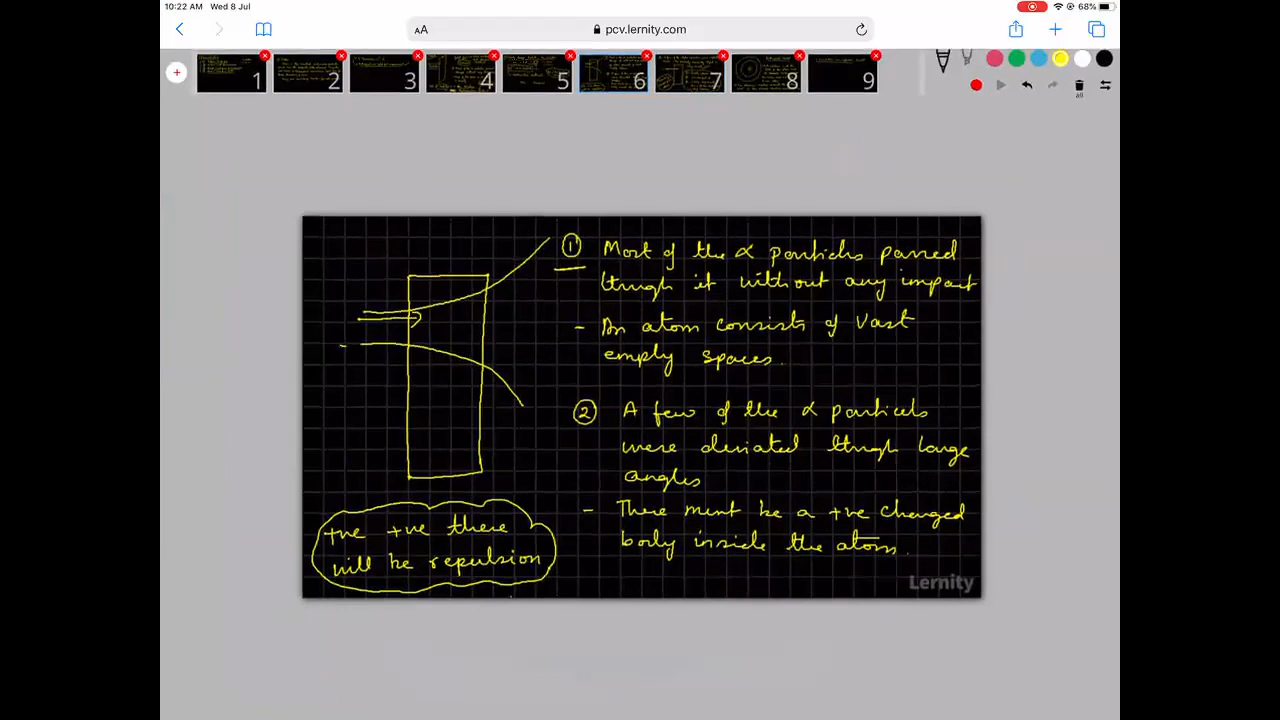 10:22 AM Wed 8 Jul
68%
AA
pcv.lernity.com
1
2
3
4
5
6
7
8
9
all
① Most of the α particles passed
through it without any impact
- An atom consists of vast
empty spaces.
② A few of the α particles
were deviated through large
angles
- There must be a +ve charged
body inside the atom.
+ve +ve there
will be repulsion
Lernity